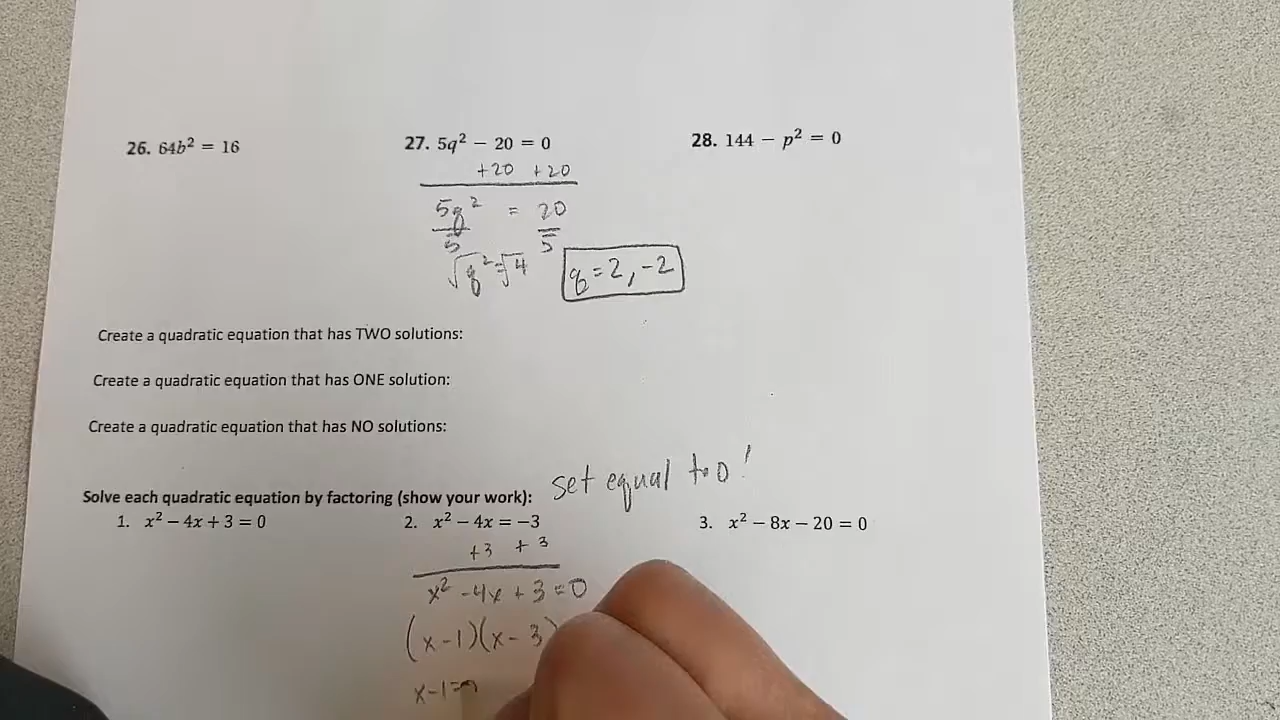 26. 64b² = 16
27. 5q² − 20 = 0
28. 144 − p² = 0
+20 +20
5q² = 20
5 5
√q² = √4
q = 2, -2
Create a quadratic equation that has TWO solutions:
Create a quadratic equation that has ONE solution:
Create a quadratic equation that has NO solutions:
set equal to 0!
Solve each quadratic equation by factoring (show your work):
1. x² − 4x + 3 = 0
2. x² − 4x = −3
3. x² − 8x − 20 = 0
+3 +3
x² -4x + 3 = 0
(x-1)(x-3)
x-1=